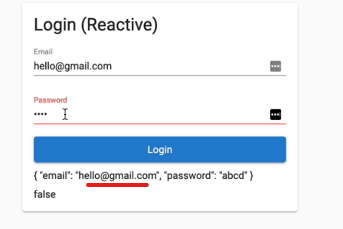 Login (Reactive)
Email
hello@gmail.com
Password
••••
Login
{ "email": "hello@gmail.com", "password": "abcd" }
false